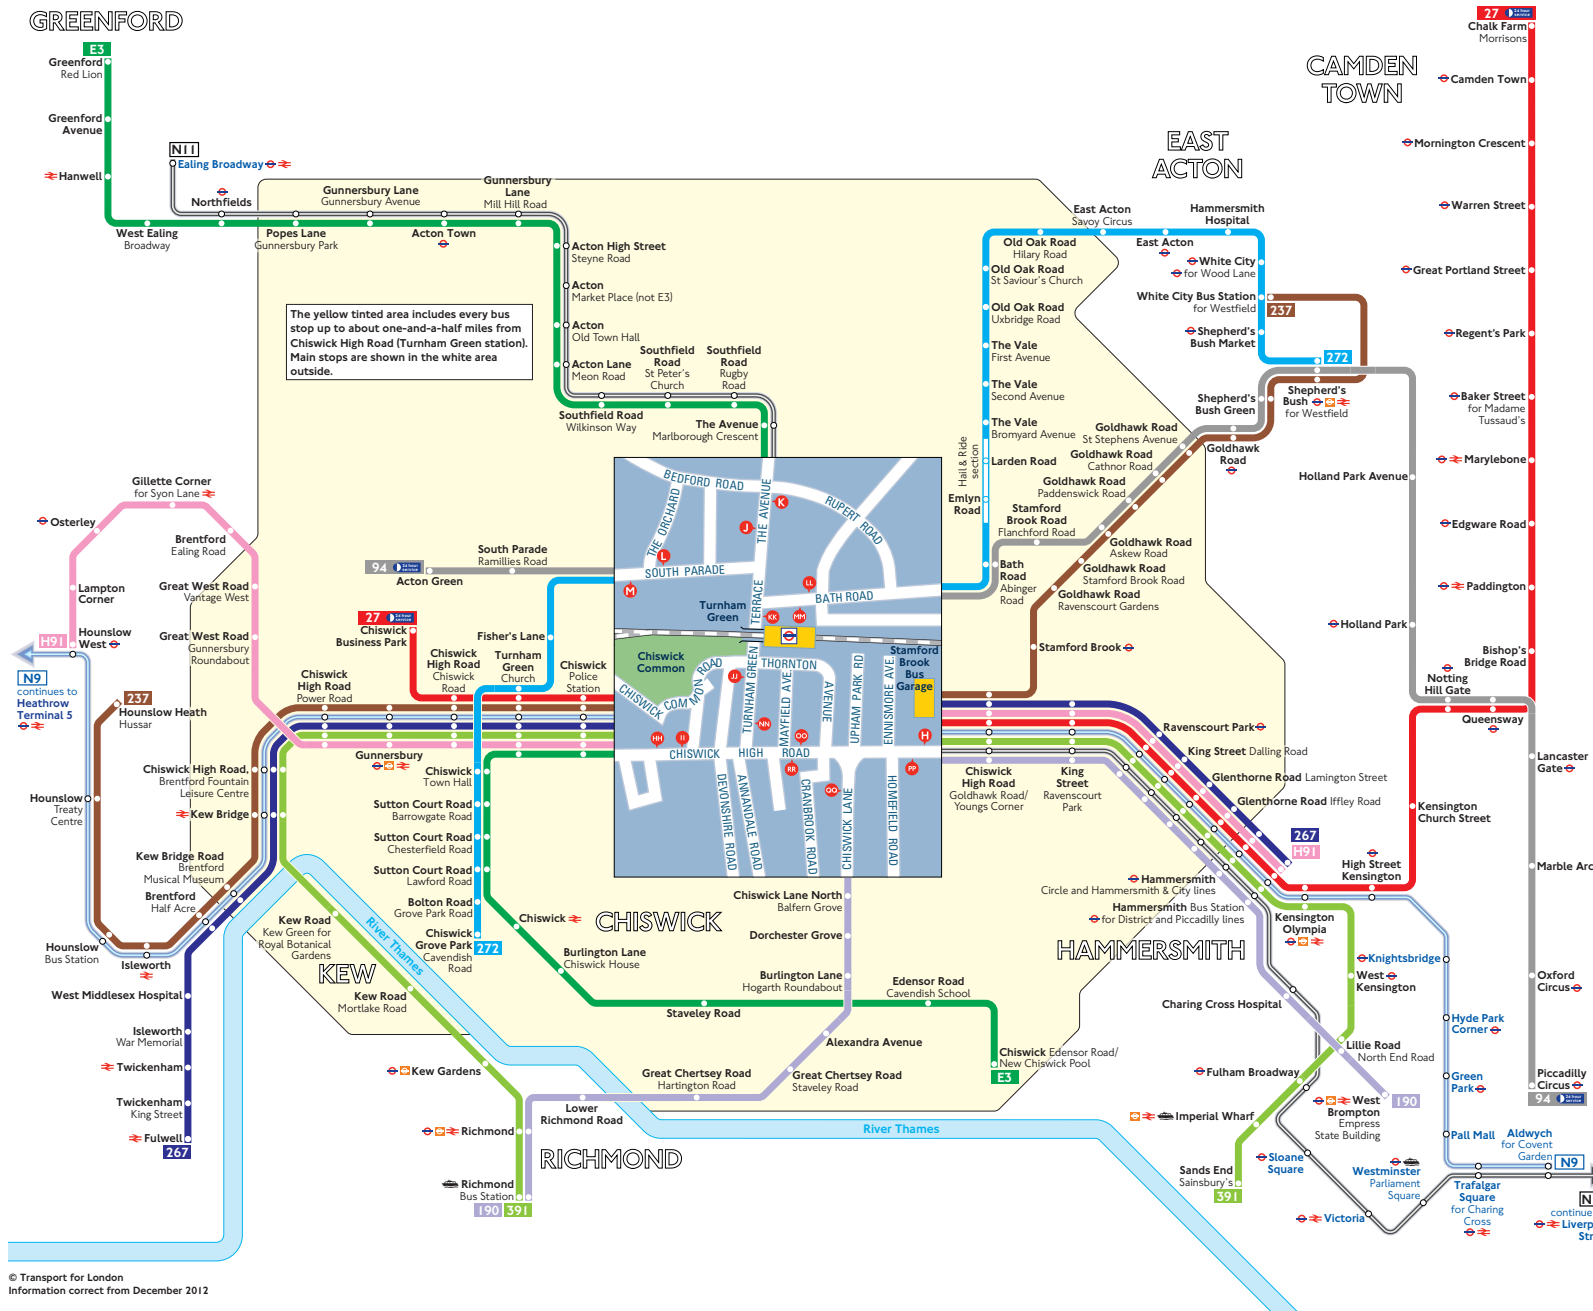 GREENFORD
E3
Greenford
Red Lion
Greenford
Avenue
Hanwell
N11
Ealing Broadway
Northfields
West Ealing
Broadway
Gunnersbury Lane
Gunnersbury Avenue
Gunnersbury
Lane
Mill Hill Road
Popes Lane
Gunnersbury Park
Acton Town
Acton High Street
Steyne Road
Acton
Market Place (not E3)
Acton
Old Town Hall
Acton Lane
Meon Road
Southfield
Road
St Peter's
Church
Southfield
Road
Rugby
Road
Southfield Road
Wilkinson Way
The Avenue
Marlborough Crescent
The yellow tinted area includes every bus
stop up to about one-and-a-half miles from
Chiswick High Road (Turnham Green station).
Main stops are shown in the white area
outside.
27
24 hour
service
Chalk Farm
Morrisons
CAMDEN
TOWN
Camden Town
Mornington Crescent
Warren Street
Great Portland Street
Regent's Park
Baker Street
for Madame
Tussaud's
Marylebone
Edgware Road
Paddington
Bishop's
Bridge Road
EAST
ACTON
East Acton
Savoy Circus
Hammersmith
Hospital
Old Oak Road
Hilary Road
East Acton
Old Oak Road
St Saviour's Church
White City
for Wood Lane
White City Bus Station
for Westfield
237
Old Oak Road
Uxbridge Road
Shepherd's
Bush Market
The Vale
First Avenue
272
The Vale
Second Avenue
Shepherd's
Bush Green
Shepherd's
Bush
for Westfield
The Vale
Bromyard Avenue
Goldhawk Road
St Stephens Avenue
Goldhawk
Road
Hail & Ride
section
Larden Road
Goldhawk Road
Cathnor Road
Emlyn
Road
Goldhawk Road
Paddenswick Road
Stamford
Brook Road
Flanchford Road
Goldhawk Road
Askew Road
Goldhawk Road
Stamford Brook Road
Goldhawk Road
Ravenscourt Gardens
Bath
Road
Abinger
Road
Stamford Brook
Holland Park Avenue
Holland Park
Notting
Hill Gate
Queensway
Lancaster
Gate
Gillette Corner
for Syon Lane
Osterley
Brentford
Ealing Road
Lampton
Corner
Great West Road
Vantage West
H91
Hounslow
West
Great West Road
Gunnersbury
Roundabout
N9
continues to
Heathrow
Terminal 5
237
Hounslow Heath
Hussar
94
24 hour
service
Acton Green
South Parade
Ramillies Road
27
24 hour
service
Chiswick
Business Park
Fisher's Lane
Chiswick
High Road
Chiswick
Road
Turnham
Green
Church
Chiswick
Police
Station
Chiswick
High Road
Power Road
Gunnersbury
Chiswick
Town Hall
Sutton Court Road
Barrowgate Road
Sutton Court Road
Chesterfield Road
Sutton Court Road
Lawford Road
Bolton Road
Grove Park Road
Chiswick
Grove Park
Cavendish
Road
272
Chiswick High Road,
Brentford Fountain
Leisure Centre
Hounslow
Treaty
Centre
Kew Bridge
Kew Bridge Road
Brentford
Musical Museum
Brentford
Half Acre
Hounslow
Bus Station
Isleworth
West Middlesex Hospital
Isleworth
War Memorial
Twickenham
Twickenham
King Street
Fulwell
267
BEDFORD ROAD
THE ORCHARD
THE AVENUE
RUPERT ROAD
K
J
L
M
SOUTH PARADE
LL
BATH ROAD
Turnham
Green
TERRACE
KK
MM
Chiswick
Common
CHISWICK
COMMON
ROAD
THORNTON
AVENUE
TURNHAM GREEN
JJ
NN
MAYFIELD AVE
OO
UPHAM PARK RD
ENNISMORE AVE
Stamford
Brook
Bus
Garage
H
HH
II
CHISWICK HIGH ROAD
RR
PP
QQ
DEVONSHIRE ROAD
ANNANDALE ROAD
CRANBROOK ROAD
CHISWICK LANE
HOMEFIELD ROAD
Ravenscourt Park
King Street Dalling Road
Glenthorne Road Lamington Street
Glenthorne Road Iffley Road
267
H91
Chiswick
High Road
Goldhawk Road/
Youngs Corner
King
Street
Ravenscourt
Park
Hammersmith
Circle and Hammersmith & City lines
Hammersmith Bus Station
for District and Piccadilly lines
HAMMERSMITH
High Street
Kensington
Kensington
Church Street
Kensington
Olympia
Knightsbridge
West
Kensington
Marble Arc
Oxford
Circus
Piccadilly
Circus
94
24 hour
service
Hyde Park
Corner
Green
Park
Pall Mall
Aldwych
for Covent
Garden
N9
Charing Cross Hospital
Lillie Road
North End Road
Fulham Broadway
West
Brompton
Empress
State Building
190
Imperial Wharf
Sands End
Sainsbury's
391
Sloane
Square
Victoria
Westminster
Parliament
Square
Trafalgar
Square
for Charing
Cross
N
continue
Liverp
Str
CHISWICK
Chiswick
Burlington Lane
Chiswick House
Chiswick Lane North
Balfern Grove
Dorchester Grove
Burlington Lane
Hogarth Roundabout
Edensor Road
Cavendish School
Staveley Road
Chiswick Edensor Road/
New Chiswick Pool
E3
Alexandra Avenue
Great Chertsey Road
Staveley Road
Great Chertsey Road
Hartington Road
Lower
Richmond Road
Kew Road
Kew Green for
Royal Botanical
Gardens
KEW
River Thames
Kew Road
Mortlake Road
Kew Gardens
Richmond
RICHMOND
Richmond
Bus Station
190
391
River Thames
© Transport for London
Information correct from December 2012